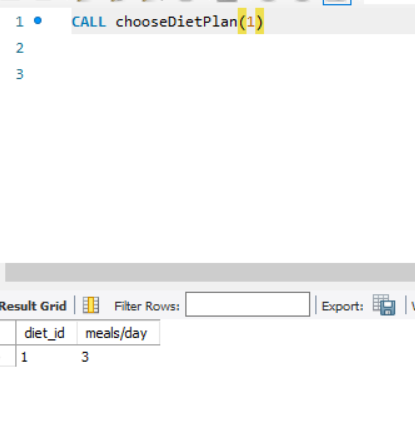 1 CALL chooseDietPlan(1)
2
3
Result Grid Filter Rows: Export:
diet_id meals/day
1 3